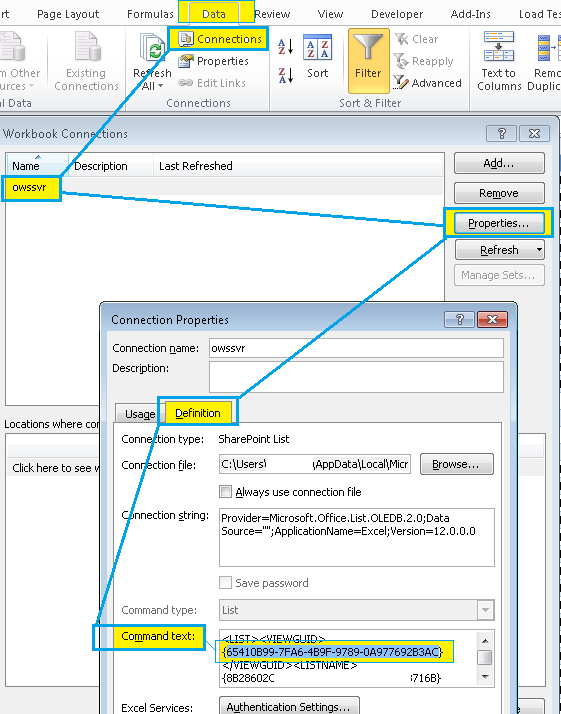 Page Layout Formulas Data Review View Developer Add-Ins Load Tes
Connections
Properties
Edit Links
Connections
m Other
urces
al Data
Existing
Connections
Refresh
All
Sort
Filter
Clear
Reapply
Advanced
Sort & Filter
Text to
Columns
Remo
Duplic
Workbook Connections
Name Description Last Refreshed
owssvr
Add...
Remove
Properties...
Refresh
Manage Sets...
Locations where con
Click here to see w
Connection Properties
Connection name: owssvr
Description:
Usage Definition
Connection type: SharePoint List
Connection file: C:\Users\ \AppData\Local\Micr Browse...
Always use connection file
Connection string: Provider=Microsoft.Office.List.OLEDB.2.0;Data
Source="";ApplicationName=Excel;Version=12.0.0.0
Save password
Command type: List
Command text: <LIST><VIEWGUID>
{65410B99-7FA6-4B9F-9789-0A977692B3AC}
</VIEWGUID><LISTNAME>
{8B28602C 3716B}
Excel Services: Authentication Settings...